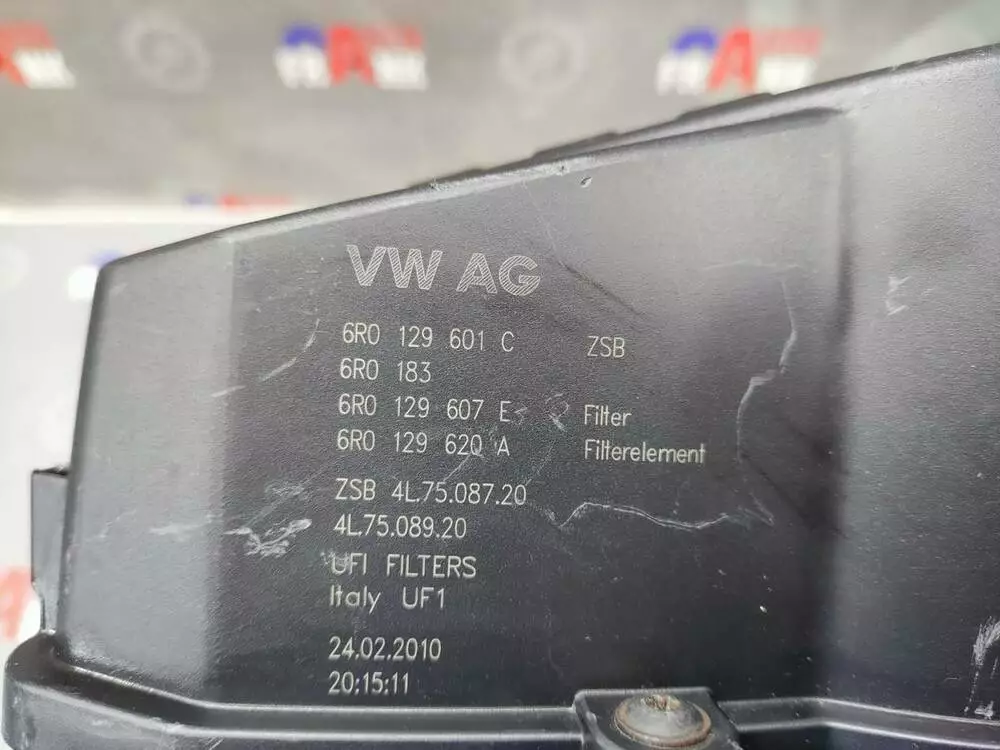 VW AG
6R0 129 601 C ZSB
6R0 183
6R0 129 607 E Filter
6R0 129 620 A Filterelement
ZSB 4L.75.087.20
4L.75.089.20
UFI FILTERS
Italy UF1
24.02.2010
20:15:11